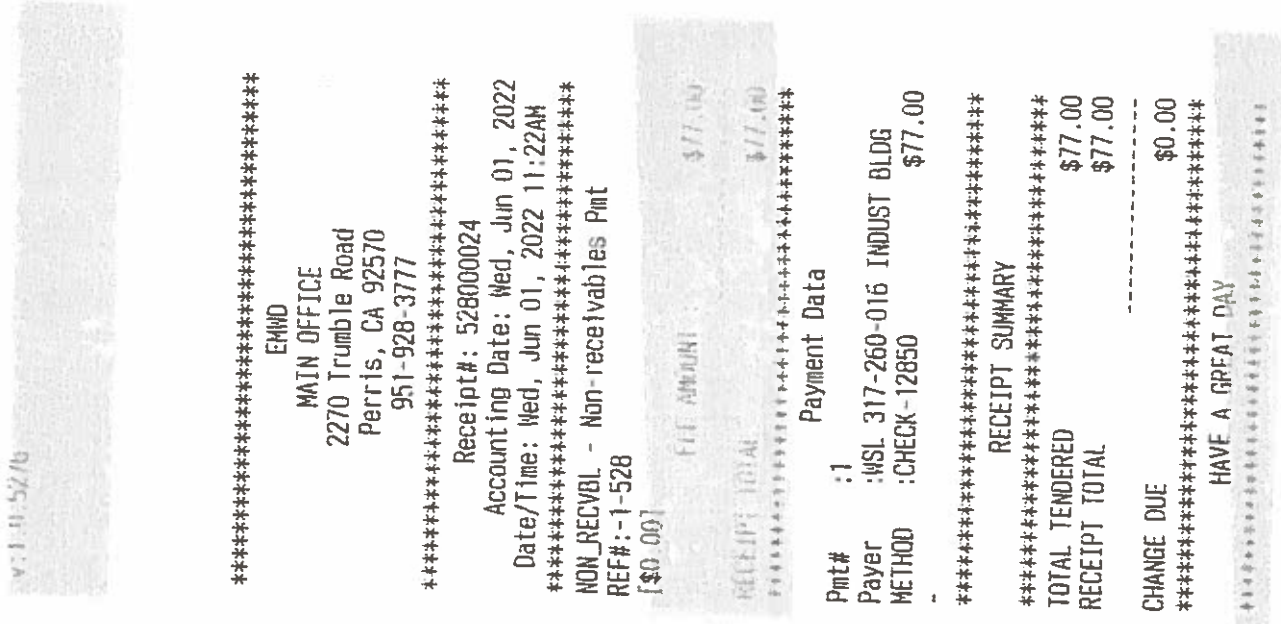 ***********************************
EMWD
MAIN OFFICE
2270 Trumble Road
Perris, CA 92570
951-928-3777
***********************************
Receipt#: 528000024
Accounting Date: Wed, Jun 01, 2022
Date/Time: Wed, Jun 01, 2022 11:22AM
***********************************
NON_RECVBL - Non-receivables Pmt
REF#:-1-528
[$0.00]
AMOUNT : $77.00
RECEIPT TOTAL $77.00
***********************************
Payment Data
Pmt# :1
Payer :WSL 317-260-016 INDUST BLDG
METHOD :CHECK-12850 $77.00
-
***********************************
RECEIPT SUMMARY
***********************************
TOTAL TENDERED $77.00
RECEIPT TOTAL $77.00
----------------
CHANGE DUE $0.00
***********************************
HAVE A GREAT DAY
***********************************